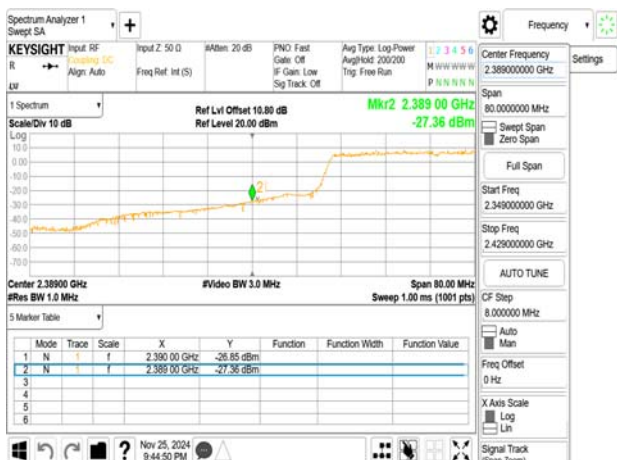 Spectrum Analyzer 1
Swept SA
Frequency
KEYSIGHT
Input: RF
Coupling: DC
Align: Auto
Input Z: 50 Ω
Freq Ref: Int (S)
#Atten: 20 dB
PNO: Fast
Gate: Off
IF Gain: Low
Sig Track: Off
Avg Type: Log-Power
Avg|Hold: 200/200
Trig: Free Run
1 2 3 4 5 6
M W W W W W
P N N N N N
R
1 Spectrum
Scale/Div 10 dB
Ref Lvl Offset 10.80 dB
Ref Level 20.00 dBm
Mkr2 2.389 00 GHz
-27.36 dBm
Log
10.0
0.00
-10.0
-20.0
-30.0
-40.0
-50.0
-60.0
-70.0
2
Center 2.38900 GHz
#Res BW 1.0 MHz
#Video BW 3.0 MHz
Span 80.00 MHz
Sweep 1.00 ms (1001 pts)
5 Marker Table
Mode Trace Scale X Y Function Function Width Function Value
1 N 1 f 2.390 00 GHz -26.85 dBm
2 N 1 f 2.389 00 GHz -27.36 dBm
3
4
5
6
Nov 25, 2024
9:44:50 PM
Center Frequency
2.389000000 GHz
Settings
Span
80.0000000 MHz
Swept Span
Zero Span
Full Span
Start Freq
2.349000000 GHz
Stop Freq
2.429000000 GHz
AUTO TUNE
CF Step
8.000000 MHz
Auto
Man
Freq Offset
0 Hz
X Axis Scale
Log
Lin
Signal Track